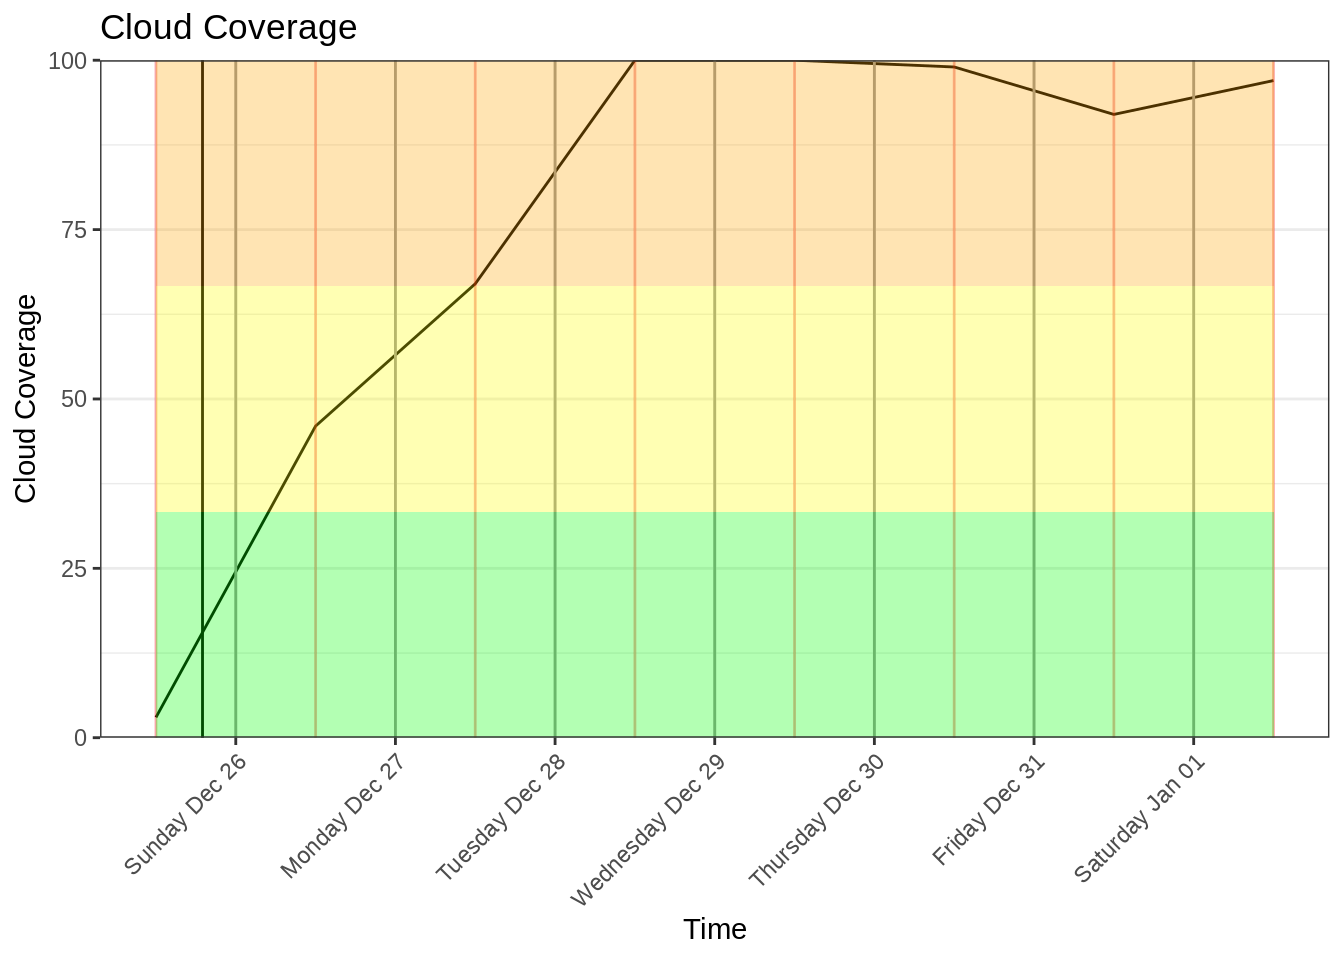 Cloud Coverage
100
75
50
25
0
Cloud Coverage
Sunday Dec 26
Monday Dec 27
Tuesday Dec 28
Wednesday Dec 29
Thursday Dec 30
Friday Dec 31
Saturday Jan 01
Time